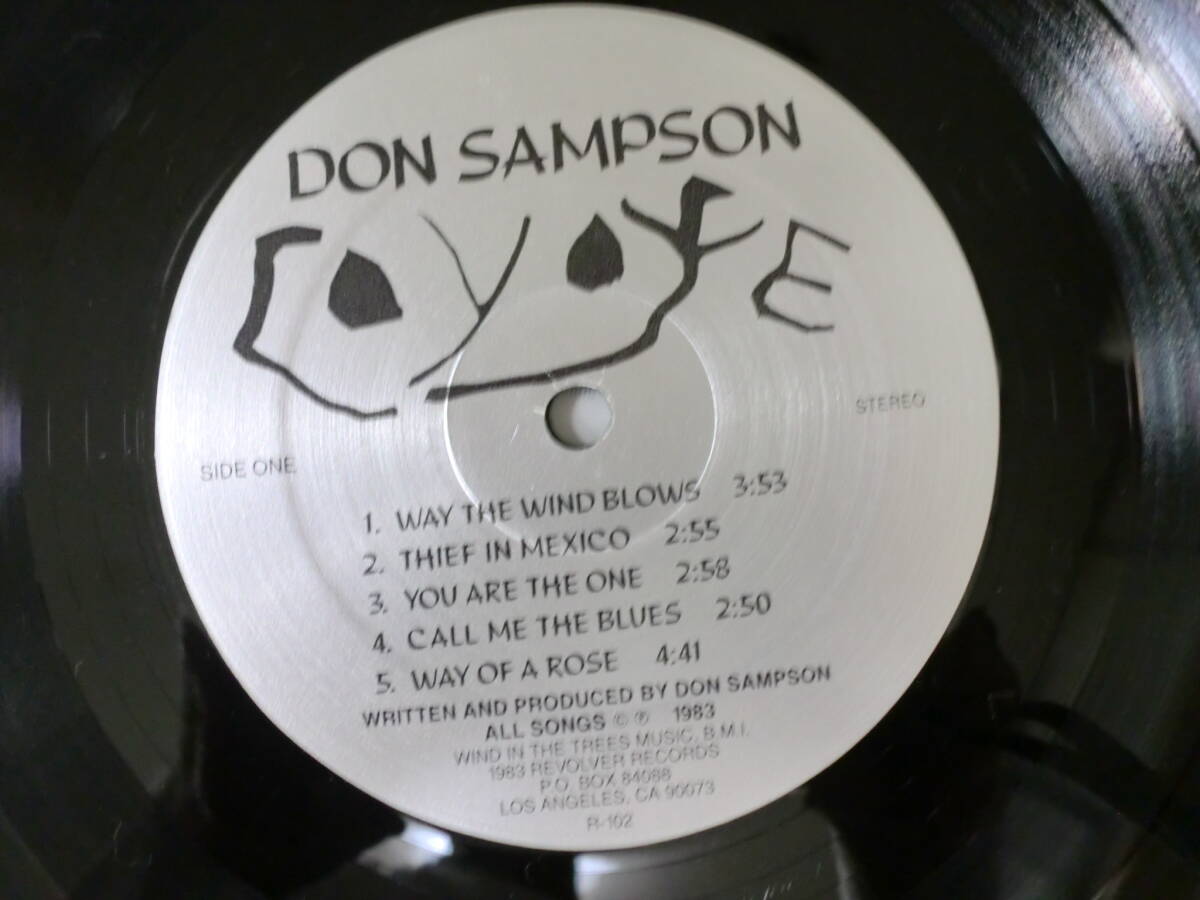 DON SAMPSON
COYOTE
STEREO
SIDE ONE
1. WAY THE WIND BLOWS 3:53
2. THIEF IN MEXICO 2:55
3. YOU ARE THE ONE 2:58
4. CALL ME THE BLUES 2:50
5. WAY OF A ROSE 4:41
WRITTEN AND PRODUCED BY DON SAMPSON
ALL SONGS © ℗ 1983
WIND IN THE TREES MUSIC, B.M.I.
1983 REVOLVER RECORDS
P.O. BOX 84088
LOS ANGELES, CA 90073
R-102